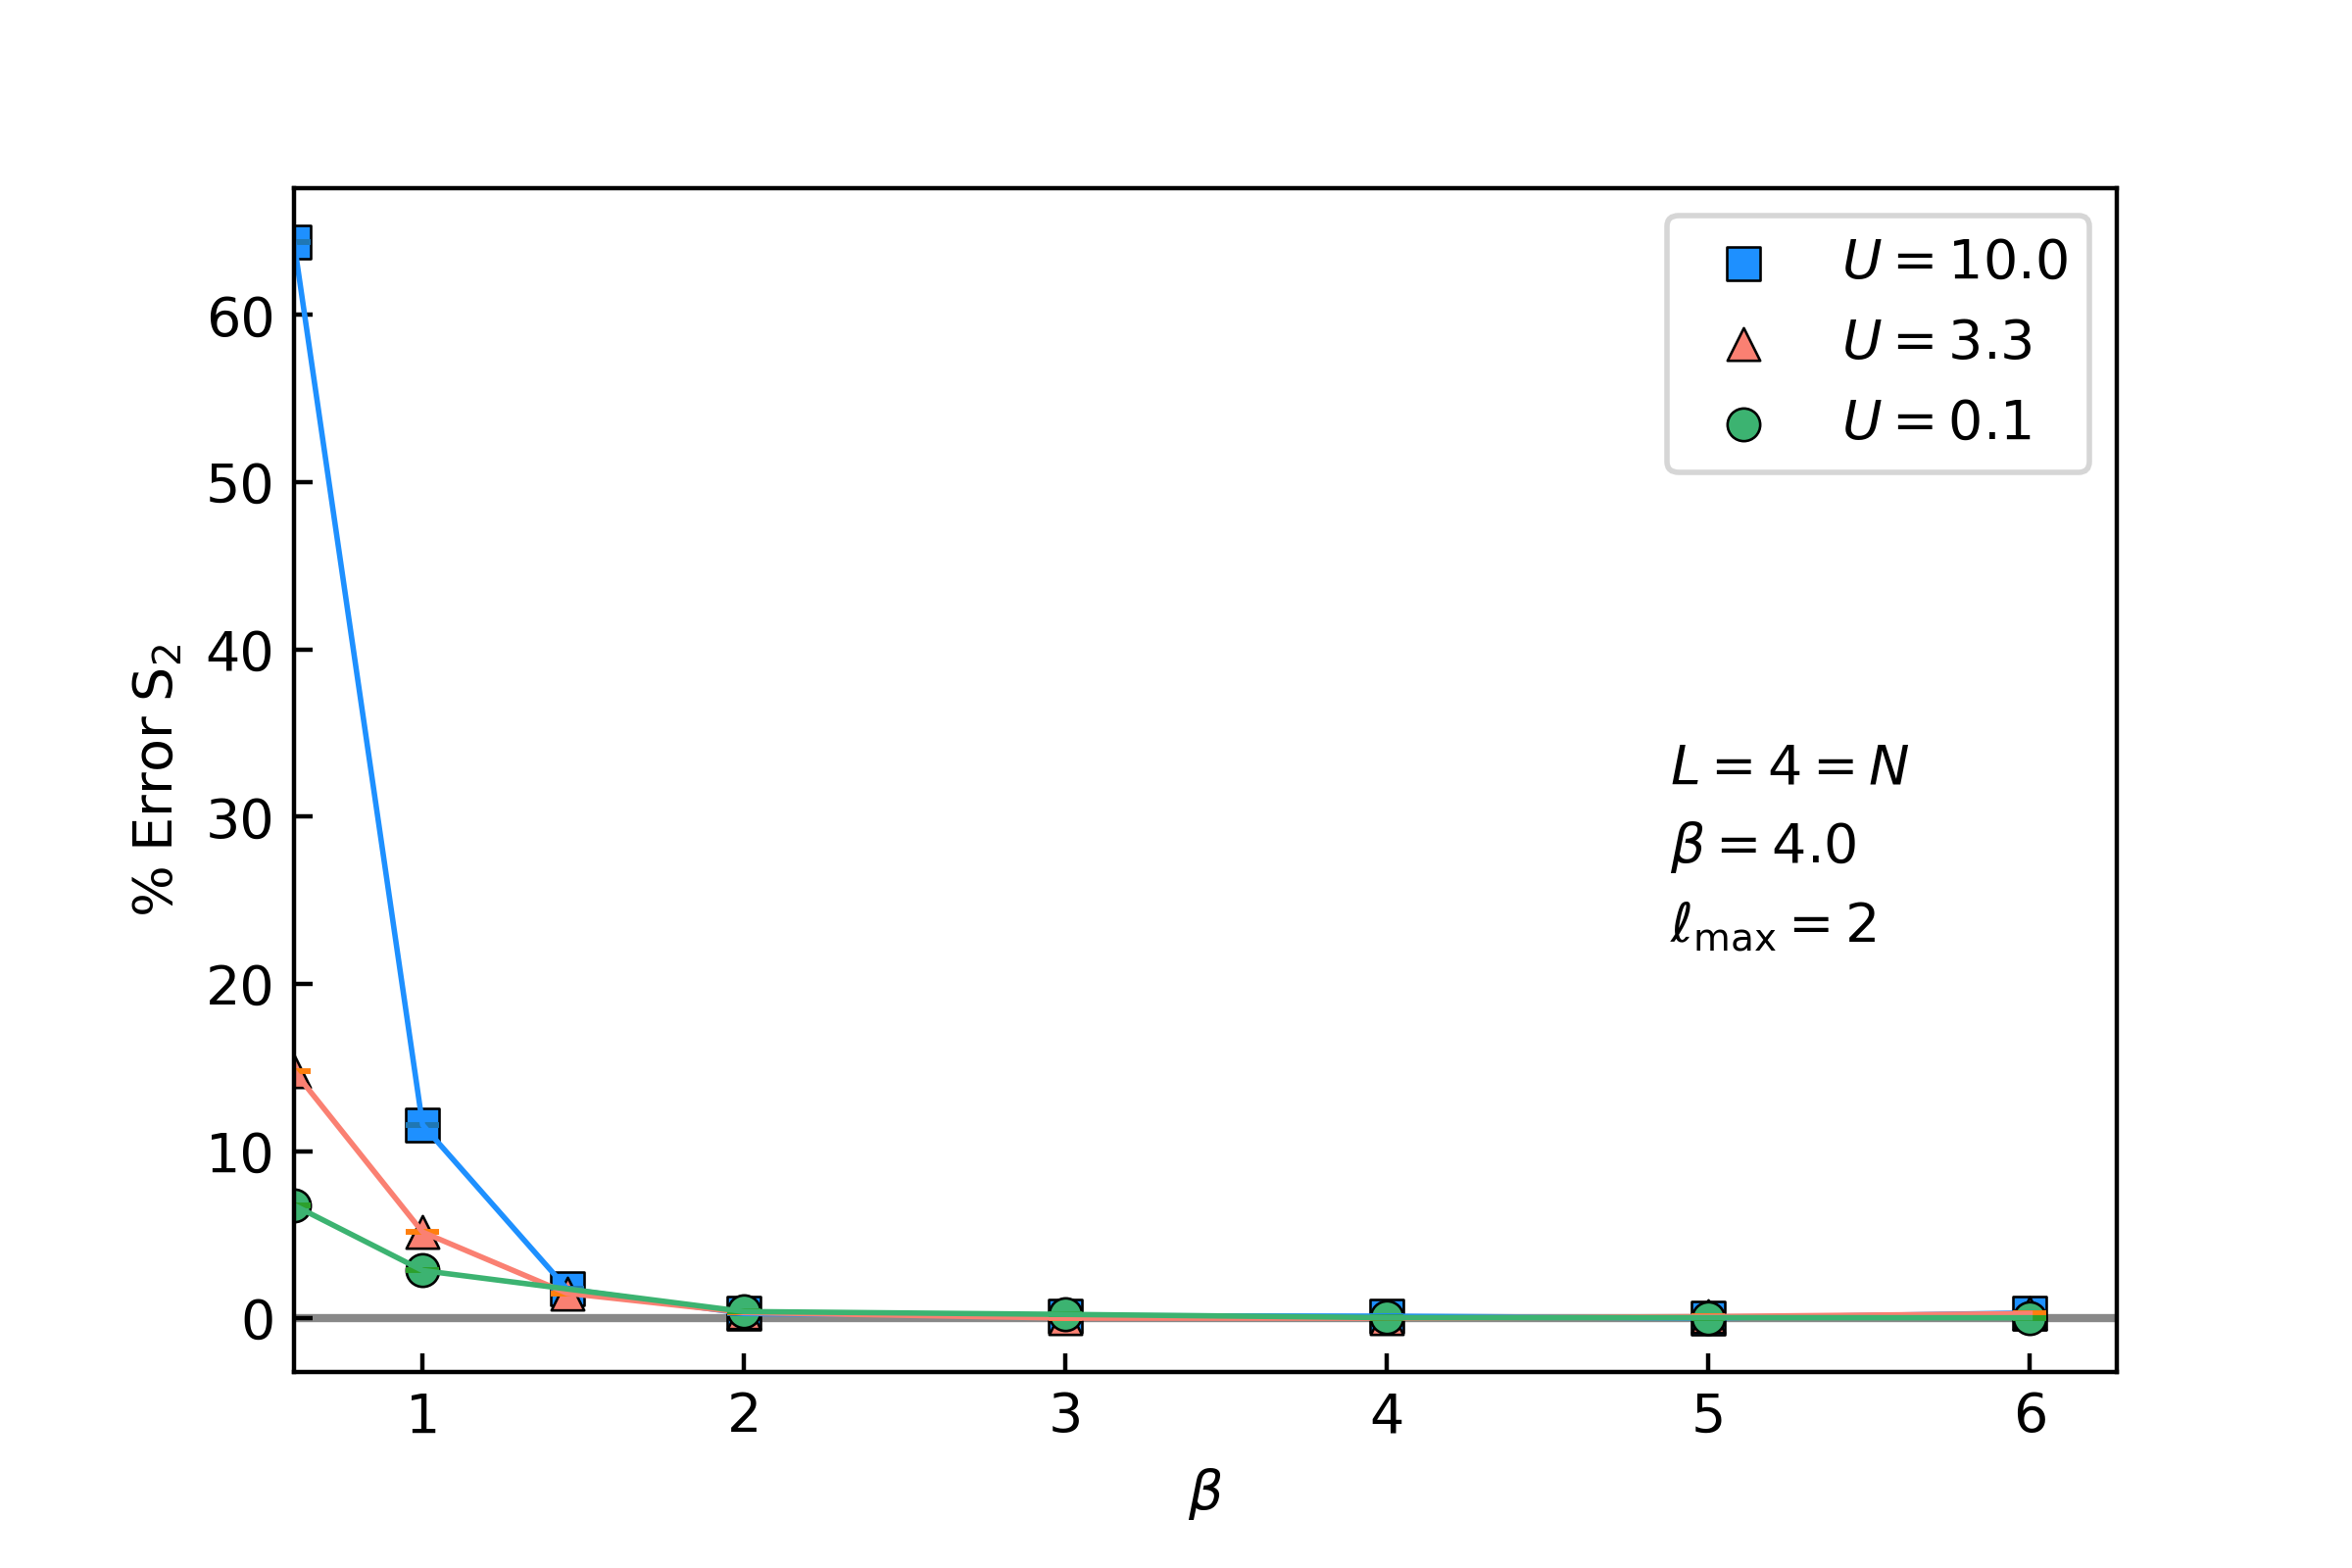 U = 10.0
U = 3.3
U = 0.1
60
50
40
30
20
10
0
% Error S₂
L = 4 = N
β = 4.0
ℓmax = 2
1 2 3 4 5 6
β